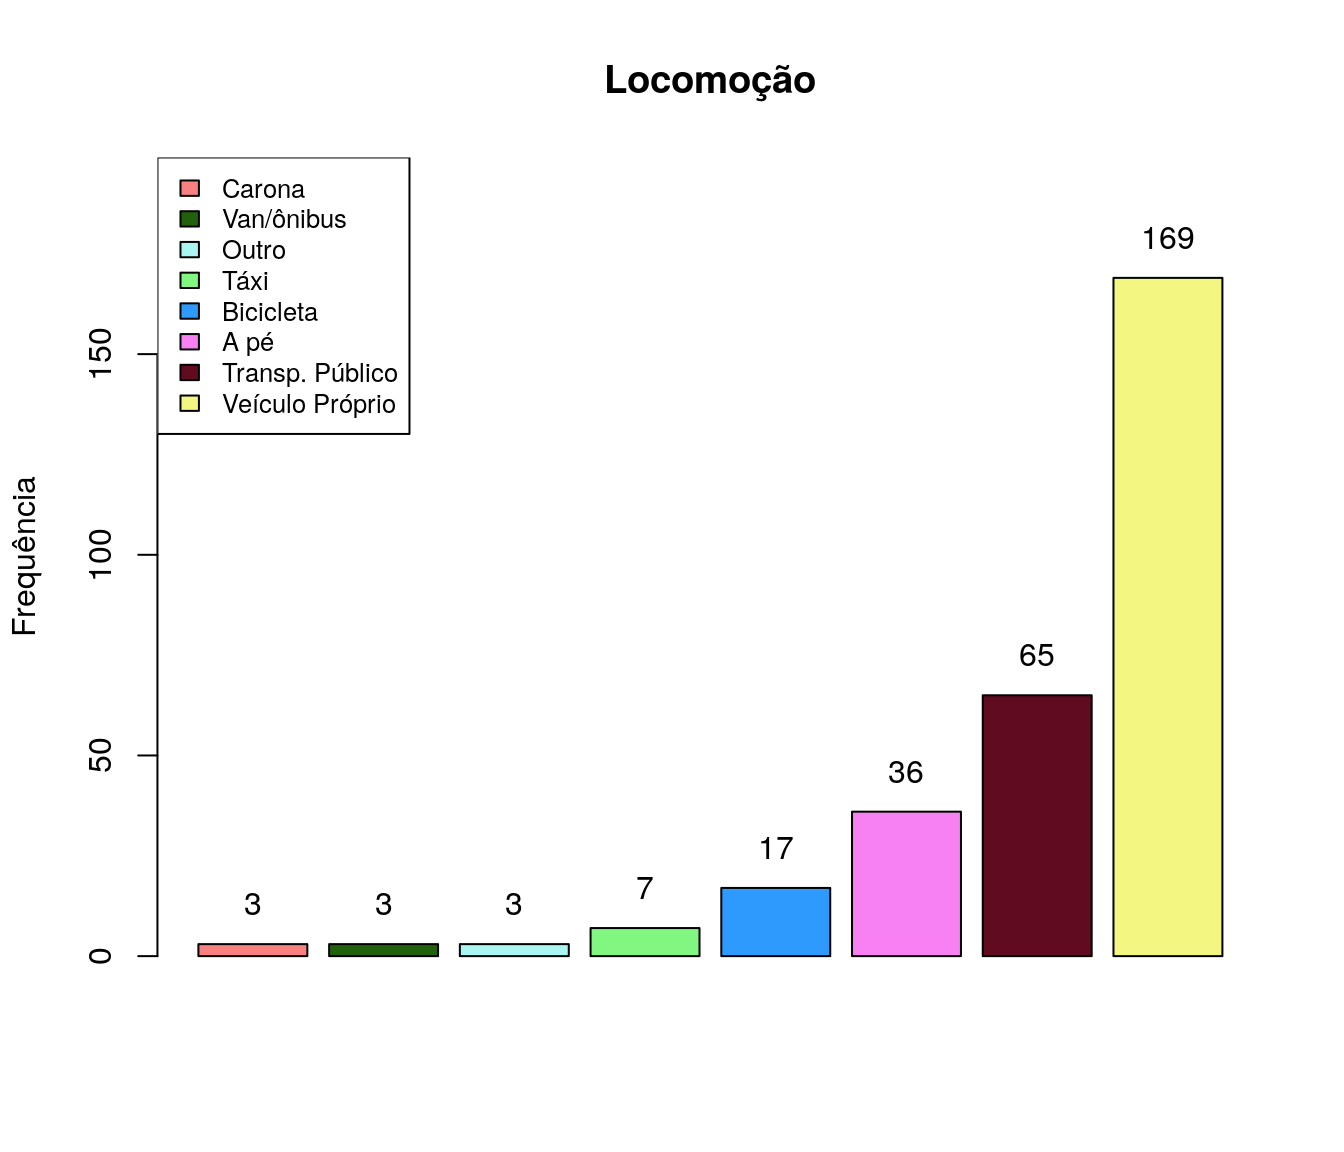 Locomoção
Carona
Van/ônibus
Outro
Táxi
Bicicleta
A pé
Transp. Público
Veículo Próprio
Frequência
150
100
50
0
3
3
3
7
17
36
65
169